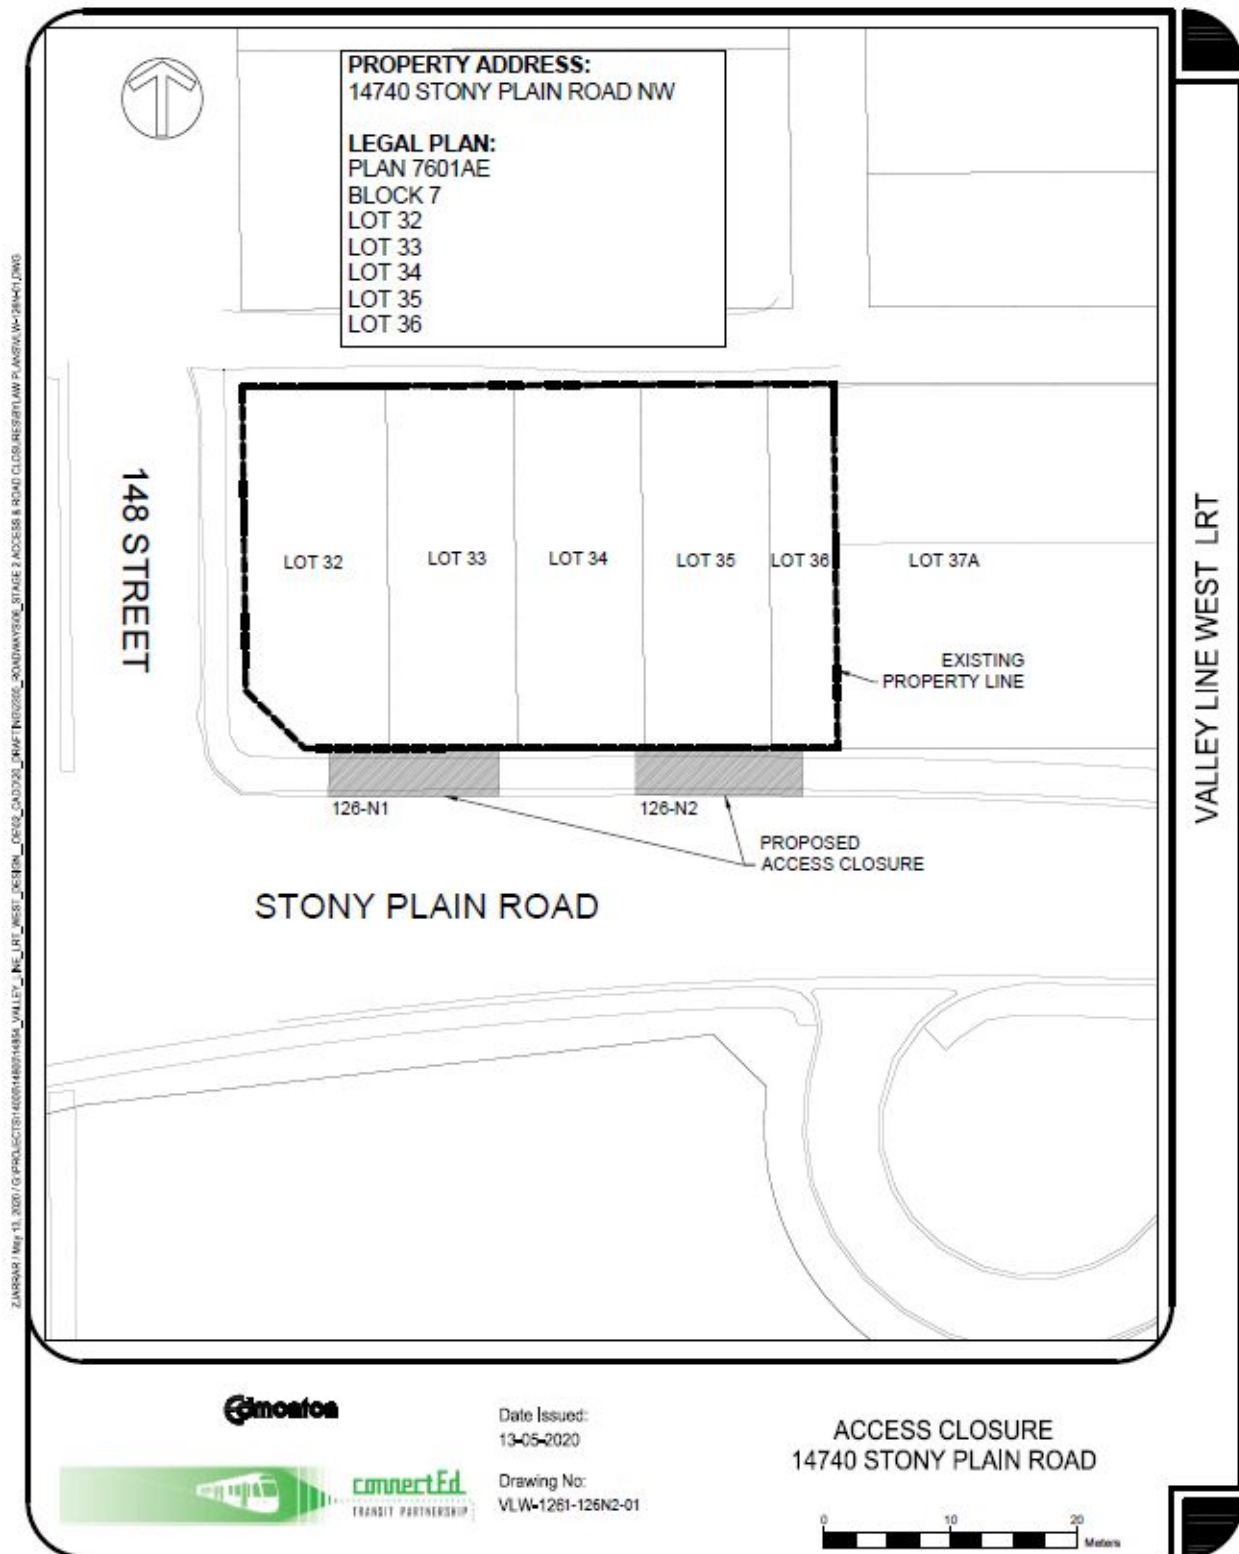 PROPERTY ADDRESS:
14740 STONY PLAIN ROAD NW
LEGAL PLAN:
PLAN 7601AE
BLOCK 7
LOT 32
LOT 33
LOT 34
LOT 35
LOT 36
148 STREET
LOT 32
LOT 33
LOT 34
LOT 35
LOT 36
LOT 37A
EXISTING
PROPERTY LINE
126-N1
126-N2
PROPOSED
ACCESS CLOSURE
STONY PLAIN ROAD
VALLEY LINE WEST LRT
Edmonton
connectEd
TRANSIT PARTNERSHIP
Date Issued:
13-05-2020
Drawing No:
VLW-1261-126N2-01
ACCESS CLOSURE
14740 STONY PLAIN ROAD
0 10 20
Meters